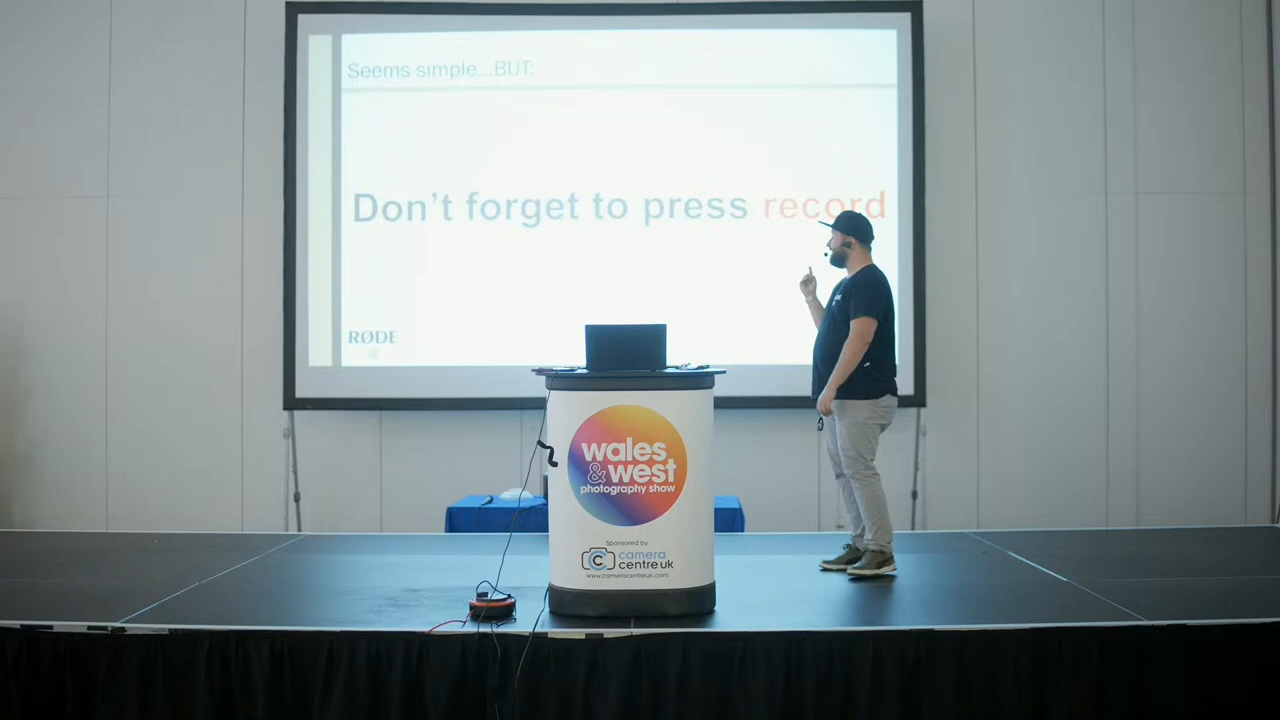 Seems simple...BUT:
Don't forget to press record
RØDE
wales
&west
photography show
Sponsored by
camera
centre uk
www.cameracentreuk.com